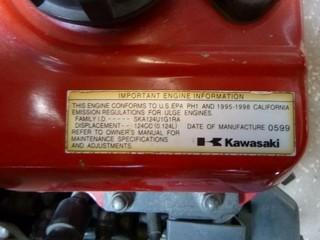 IMPORTANT ENGINE INFORMATION
THIS ENGINE CONFORMS TO U.S.EPA PH1 AND 1995-1998 CALIFORNIA
EMISSION REGULATIONS FOR ULGE ENGINES.
FAMILY I.D.----- SKA124U1G1RA
DISPLACEMENT-- 124CC(0.124L)
REFER TO OWNER'S MANUAL FOR
MAINTENANCE SPECIFICATIONS
AND ADJUSTMENTS.
DATE OF MANUFACTURE 0599
Kawasaki